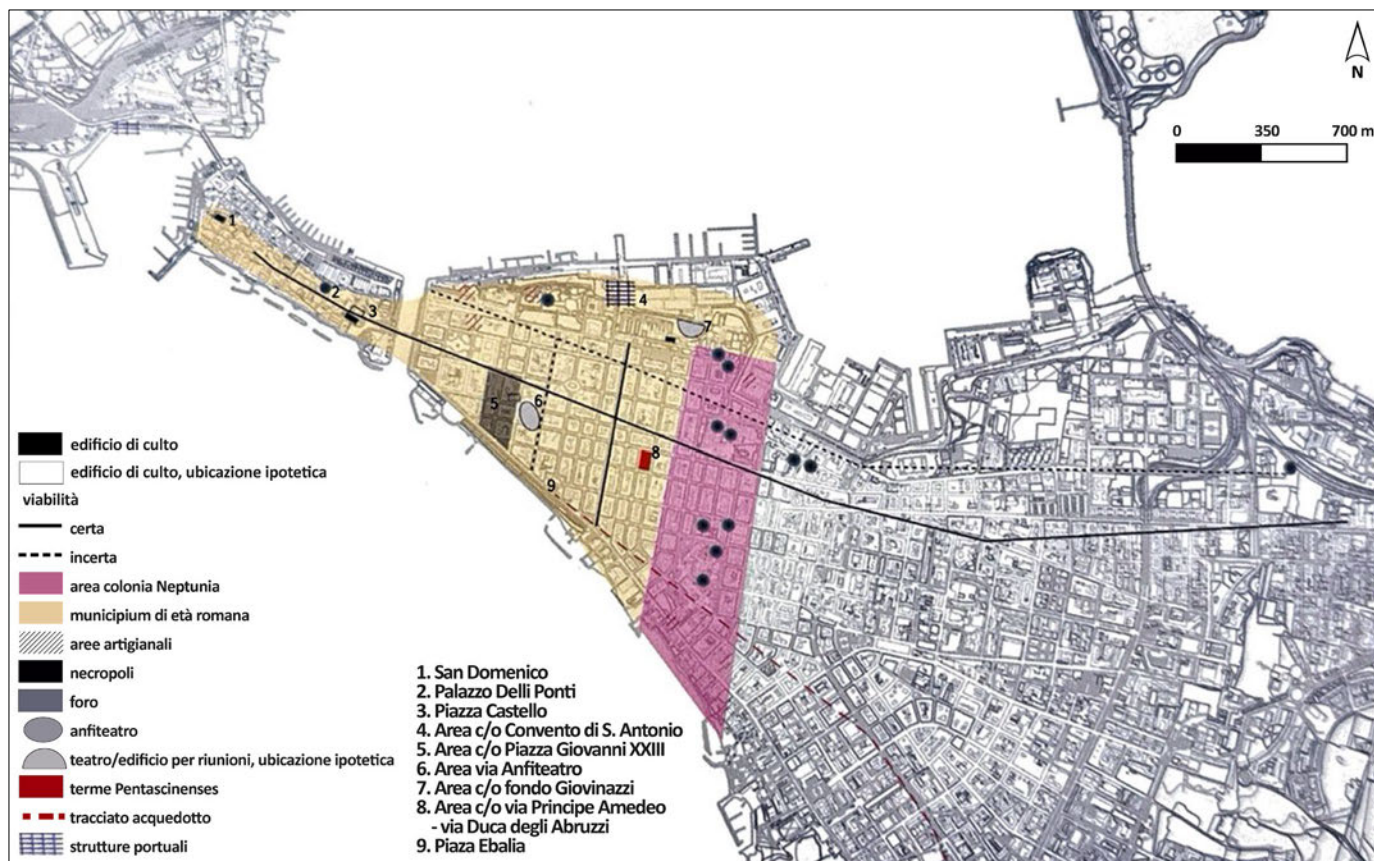 N
0 350 700 m
1
2
3
4
7
5
6
8
9
edificio di culto
edificio di culto, ubicazione ipotetica
viabilità
certa
incerta
area colonia Neptunia
municipium di età romana
aree artigianali
necropoli
foro
anfiteatro
teatro/edificio per riunioni, ubicazione ipotetica
terme Pentascinenses
tracciato acquedotto
strutture portuali
1. San Domenico
2. Palazzo Delli Ponti
3. Piazza Castello
4. Area c/o Convento di S. Antonio
5. Area c/o Piazza Giovanni XXIII
6. Area via Anfiteatro
7. Area c/o fondo Giovinazzi
8. Area c/o via Principe Amedeo
- via Duca degli Abruzzi
9. Piaza Ebalia